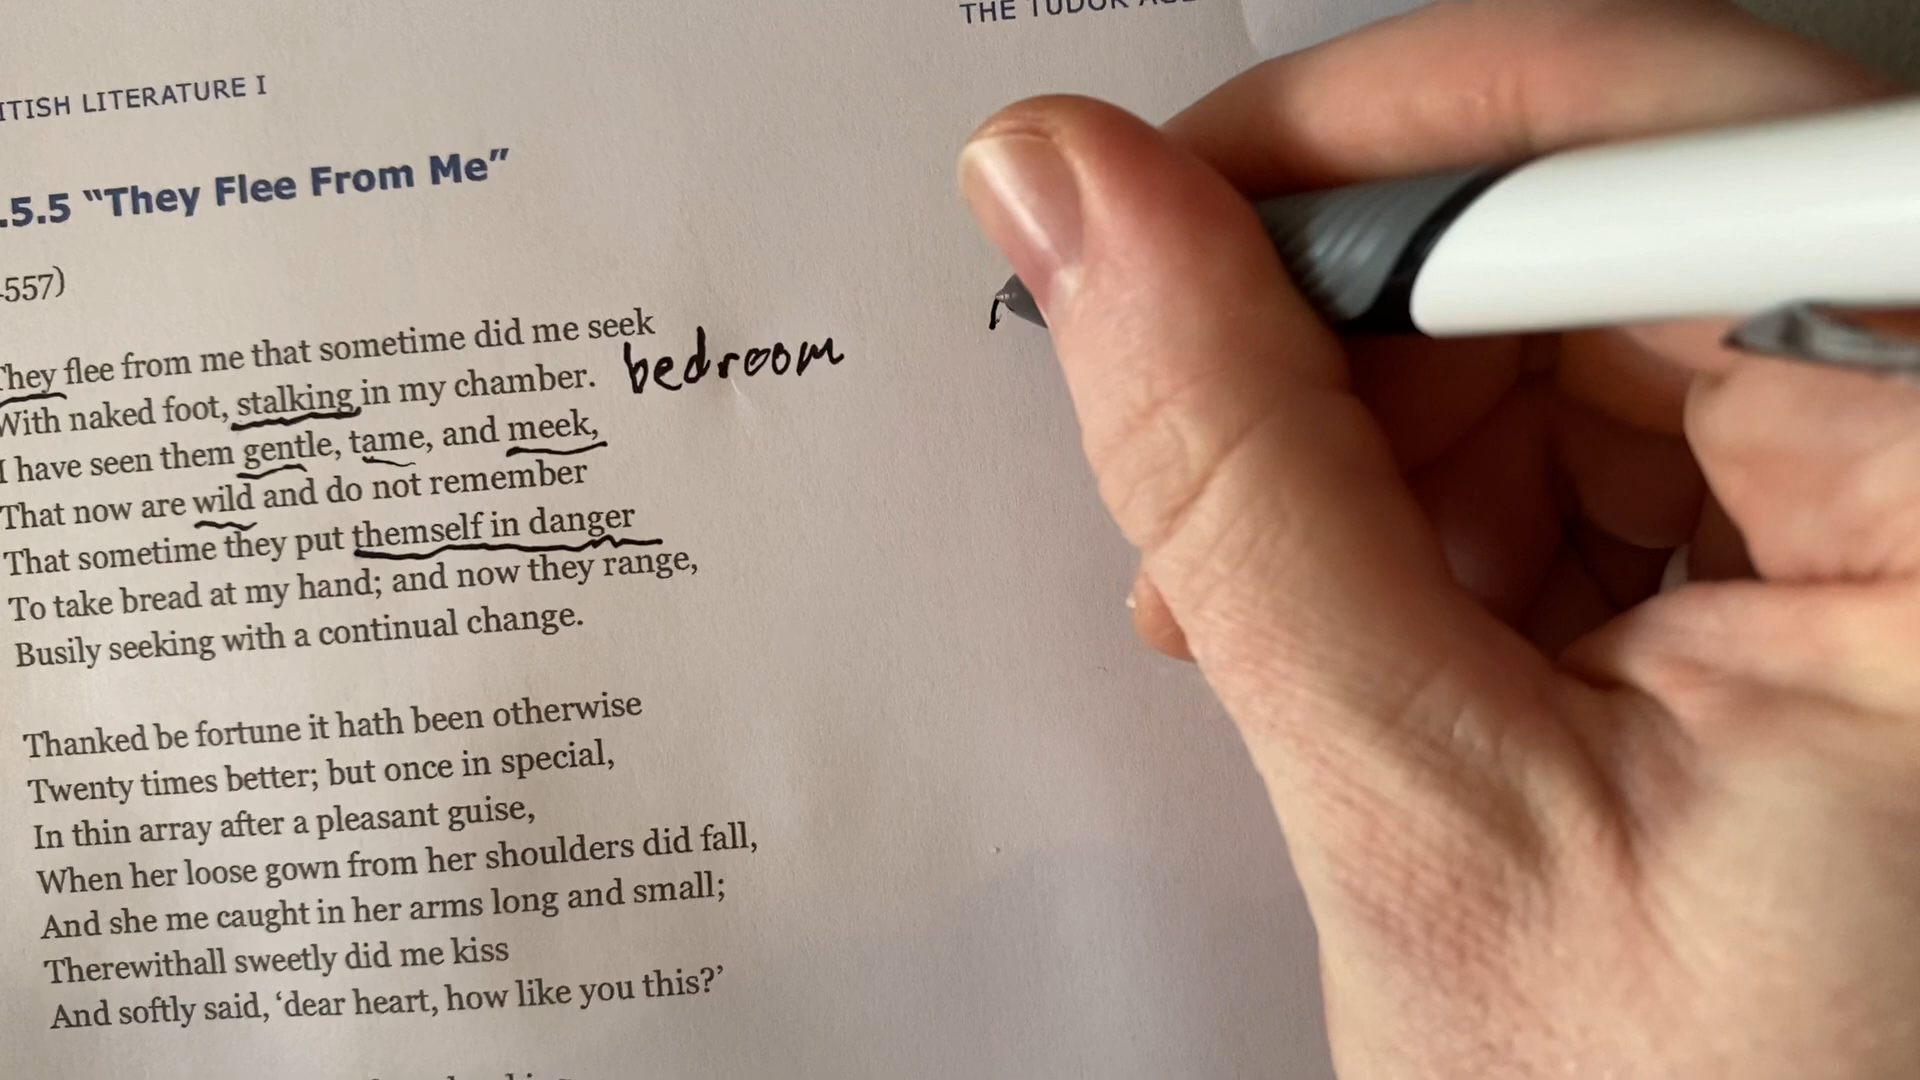 THE TUDOR
ITISH LITERATURE I
.5.5 “They Flee From Me”
-557)
They flee from me that sometime did me seek
With naked foot, stalking in my chamber. bedroom
I have seen them gentle, tame, and meek,
That now are wild and do not remember
That sometime they put themself in danger
To take bread at my hand; and now they range,
Busily seeking with a continual change.
Thanked be fortune it hath been otherwise
Twenty times better; but once in special,
In thin array after a pleasant guise,
When her loose gown from her shoulders did fall,
And she me caught in her arms long and small;
Therewithall sweetly did me kiss
And softly said, ‘dear heart, how like you this?’